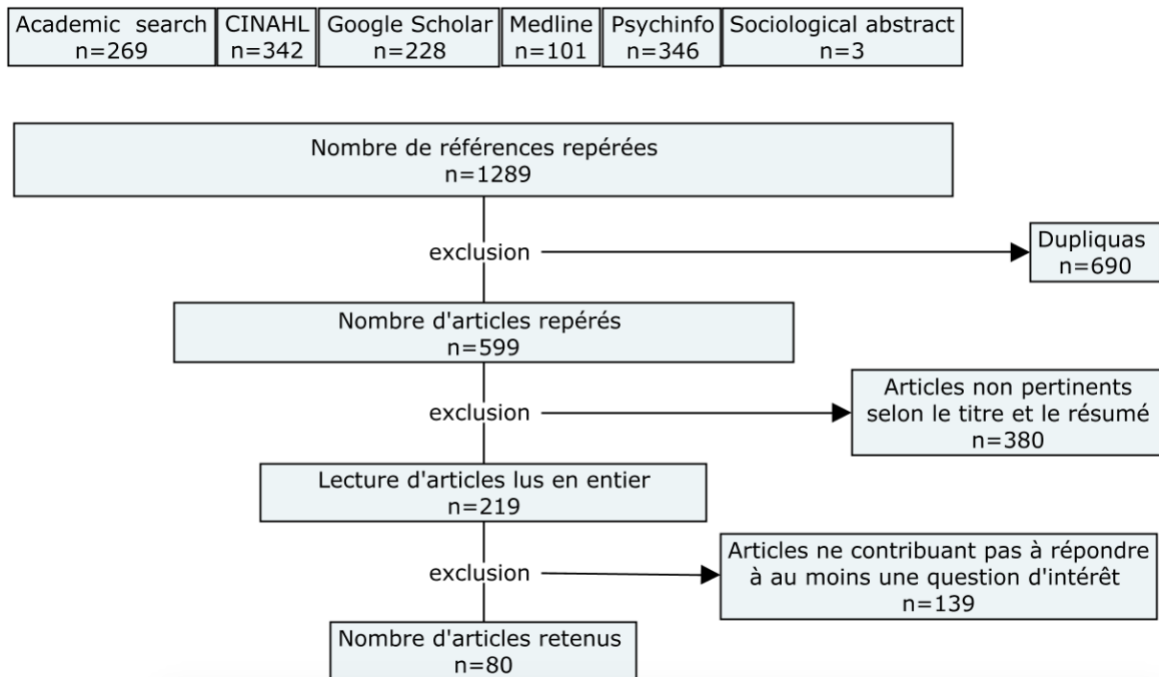 Academic search CINAHL Google Scholar Medline Psychinfo Sociological abstract
n=269 n=342 n=228 n=101 n=346 n=3
Nombre de références repérées
n=1289
exclusion
Dupliquas
n=690
Nombre d'articles repérés
n=599
exclusion
Articles non pertinents
selon le titre et le résumé
n=380
Lecture d'articles lus en entier
n=219
exclusion
Articles ne contribuant pas à répondre
à au moins une question d'intérêt
n=139
Nombre d'articles retenus
n=80